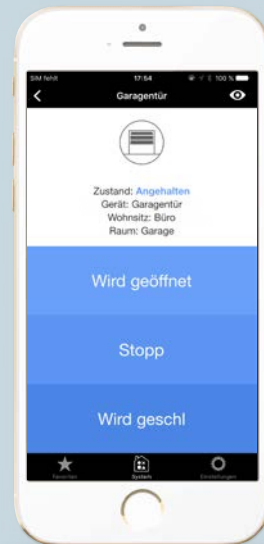 SIM fehlt 17:54 100 %
Garagentür
Zustand: Angehalten
Gerät: Garagentür
Wohnsitz: Büro
Raum: Garage
Wird geöffnet
Stopp
Wird geschl
Favoriten System Einstellungen